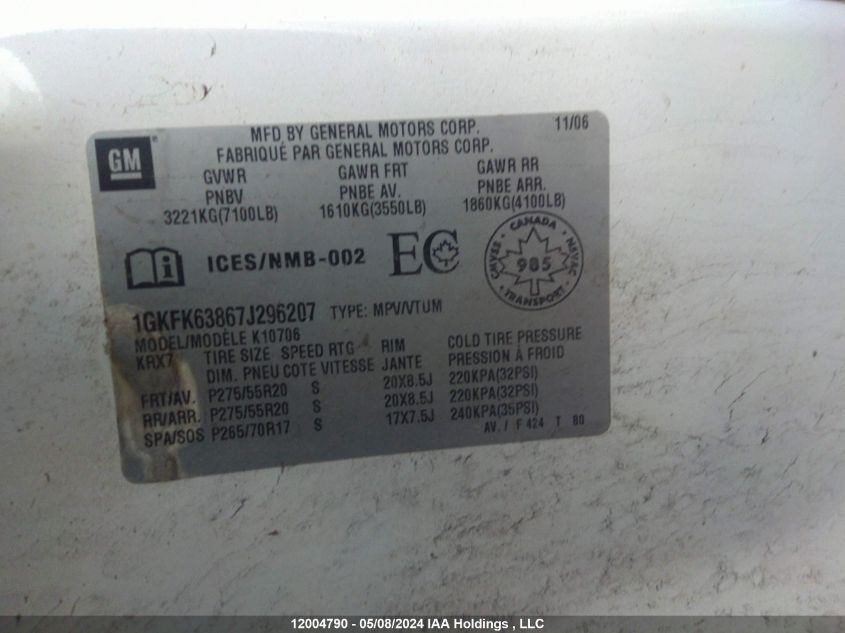 GM
MFD BY GENERAL MOTORS CORP. 11/06
FABRIQUÉ PAR GENERAL MOTORS CORP.
GVWR GAWR FRT GAWR RR
PNBV PNBE AV. PNBE ARR.
3221KG(7100LB) 1610KG(3550LB) 1860KG(4100LB)
i ICES/NMB-002 EC
CANADA
CMVSS 985 NSVAC
TRANSPORT
1GKFK63867J296207 TYPE: MPV/VTUM
MODEL/MODÈLE K10706
KRX7 TIRE SIZE SPEED RTG RIM COLD TIRE PRESSURE
DIM. PNEU COTE VITESSE JANTE PRESSION À FROID
FRT/AV. P275/55R20 S 20X8.5J 220KPA(32PSI)
RR/ARR. P275/55R20 S 20X8.5J 220KPA(32PSI)
SPA/SOS P265/70R17 S 17X7.5J 240KPA(35PSI)
AV. / F 424 T 80
12004790 - 05/08/2024 IAA Holdings , LLC